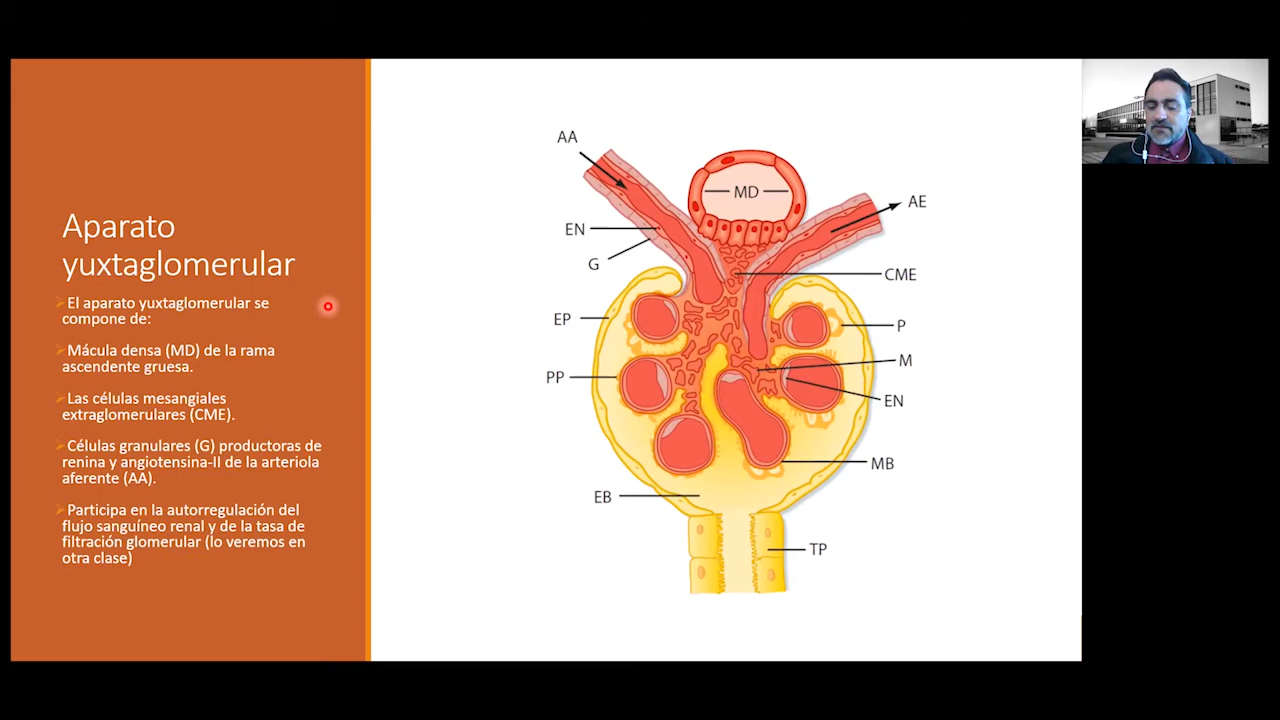 Aparato
yuxtaglomerular
El aparato yuxtaglomerular se
compone de:
Mácula densa (MD) de la rama
ascendente gruesa.
Las células mesangiales
extraglomerulares (CME).
Células granulares (G) productoras de
renina y angiotensina-II de la arteriola
aferente (AA).
Participa en la autorregulación del
flujo sanguíneo renal y de la tasa de
filtración glomerular (lo veremos en
otra clase)
AA
MD
AE
EN
G
CME
EP
P
M
PP
EN
MB
EB
TP